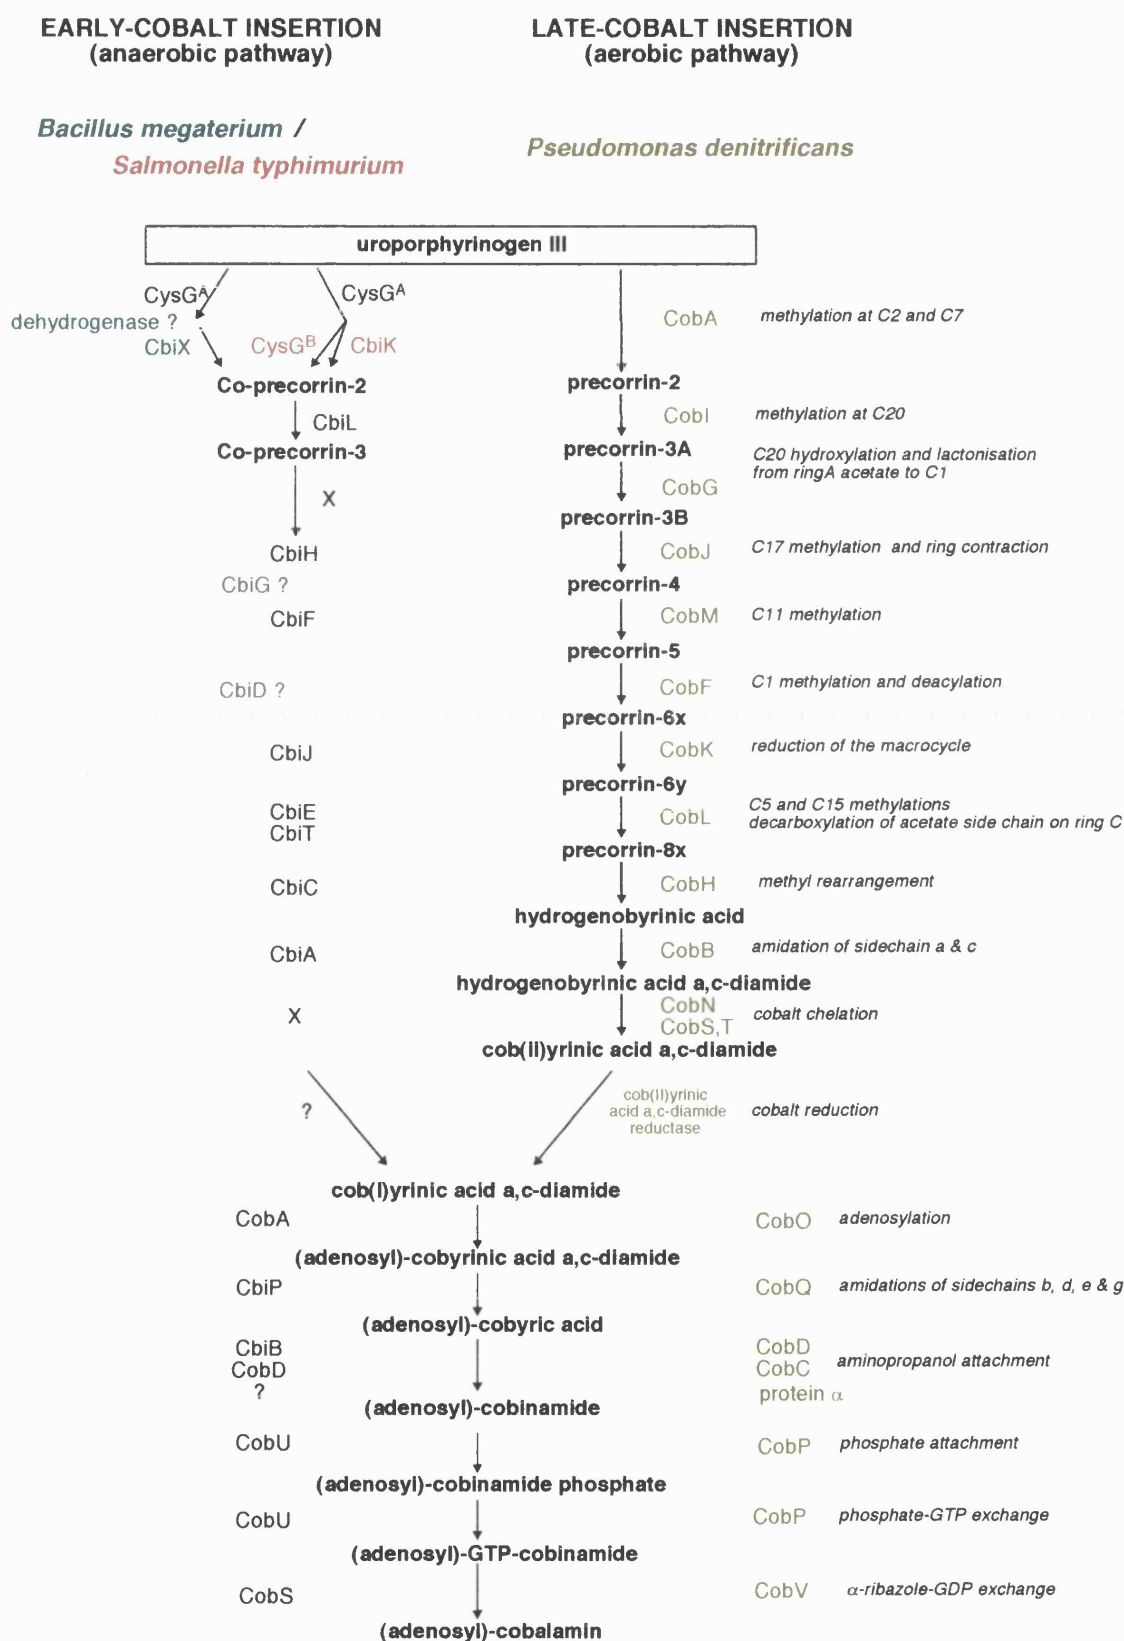 EARLY-COBALT INSERTION
(anaerobic pathway)
LATE-COBALT INSERTION
(aerobic pathway)
Bacillus megaterium /
Salmonella typhimurium
Pseudomonas denitrificans
uroporphyrinogen III
CysGA
CysGA
dehydrogenase ?
CbiX
CysGB
CbiK
CobA
methylation at C2 and C7
Co-precorrin-2
precorrin-2
CbiL
CobI
methylation at C20
Co-precorrin-3
precorrin-3A
C20 hydroxylation and lactonisation
from ringA acetate to C1
CobG
X
precorrin-3B
CbiH
CobJ
C17 methylation and ring contraction
CbiG ?
precorrin-4
CbiF
CobM
C11 methylation
precorrin-5
CbiD ?
CobF
C1 methylation and deacylation
precorrin-6x
CbiJ
CobK
reduction of the macrocycle
precorrin-6y
CbiE
CbiT
CobL
C5 and C15 methylations
decarboxylation of acetate side chain on ring C
precorrin-8x
CbiC
CobH
methyl rearrangement
hydrogenobyrinic acid
CbiA
CobB
amidation of sidechain a & c
hydrogenobyrinic acid a,c-diamide
X
CobN
CobS,T
cobalt chelation
cob(II)yrinic acid a,c-diamide
?
cob(II)yrinic
acid a,c-diamide
reductase
cobalt reduction
cob(I)yrinic acid a,c-diamide
CobA
CobO
adenosylation
(adenosyl)-cobyrinic acid a,c-diamide
CbiP
CobQ
amidations of sidechains b, d, e & g
(adenosyl)-cobyric acid
CbiB
CobD
?
CobD
CobC
protein α
aminopropanol attachment
(adenosyl)-cobinamide
CobU
CobP
phosphate attachment
(adenosyl)-cobinamide phosphate
CobU
CobP
phosphate-GTP exchange
(adenosyl)-GTP-cobinamide
CobS
CobV
α-ribazole-GDP exchange
(adenosyl)-cobalamin